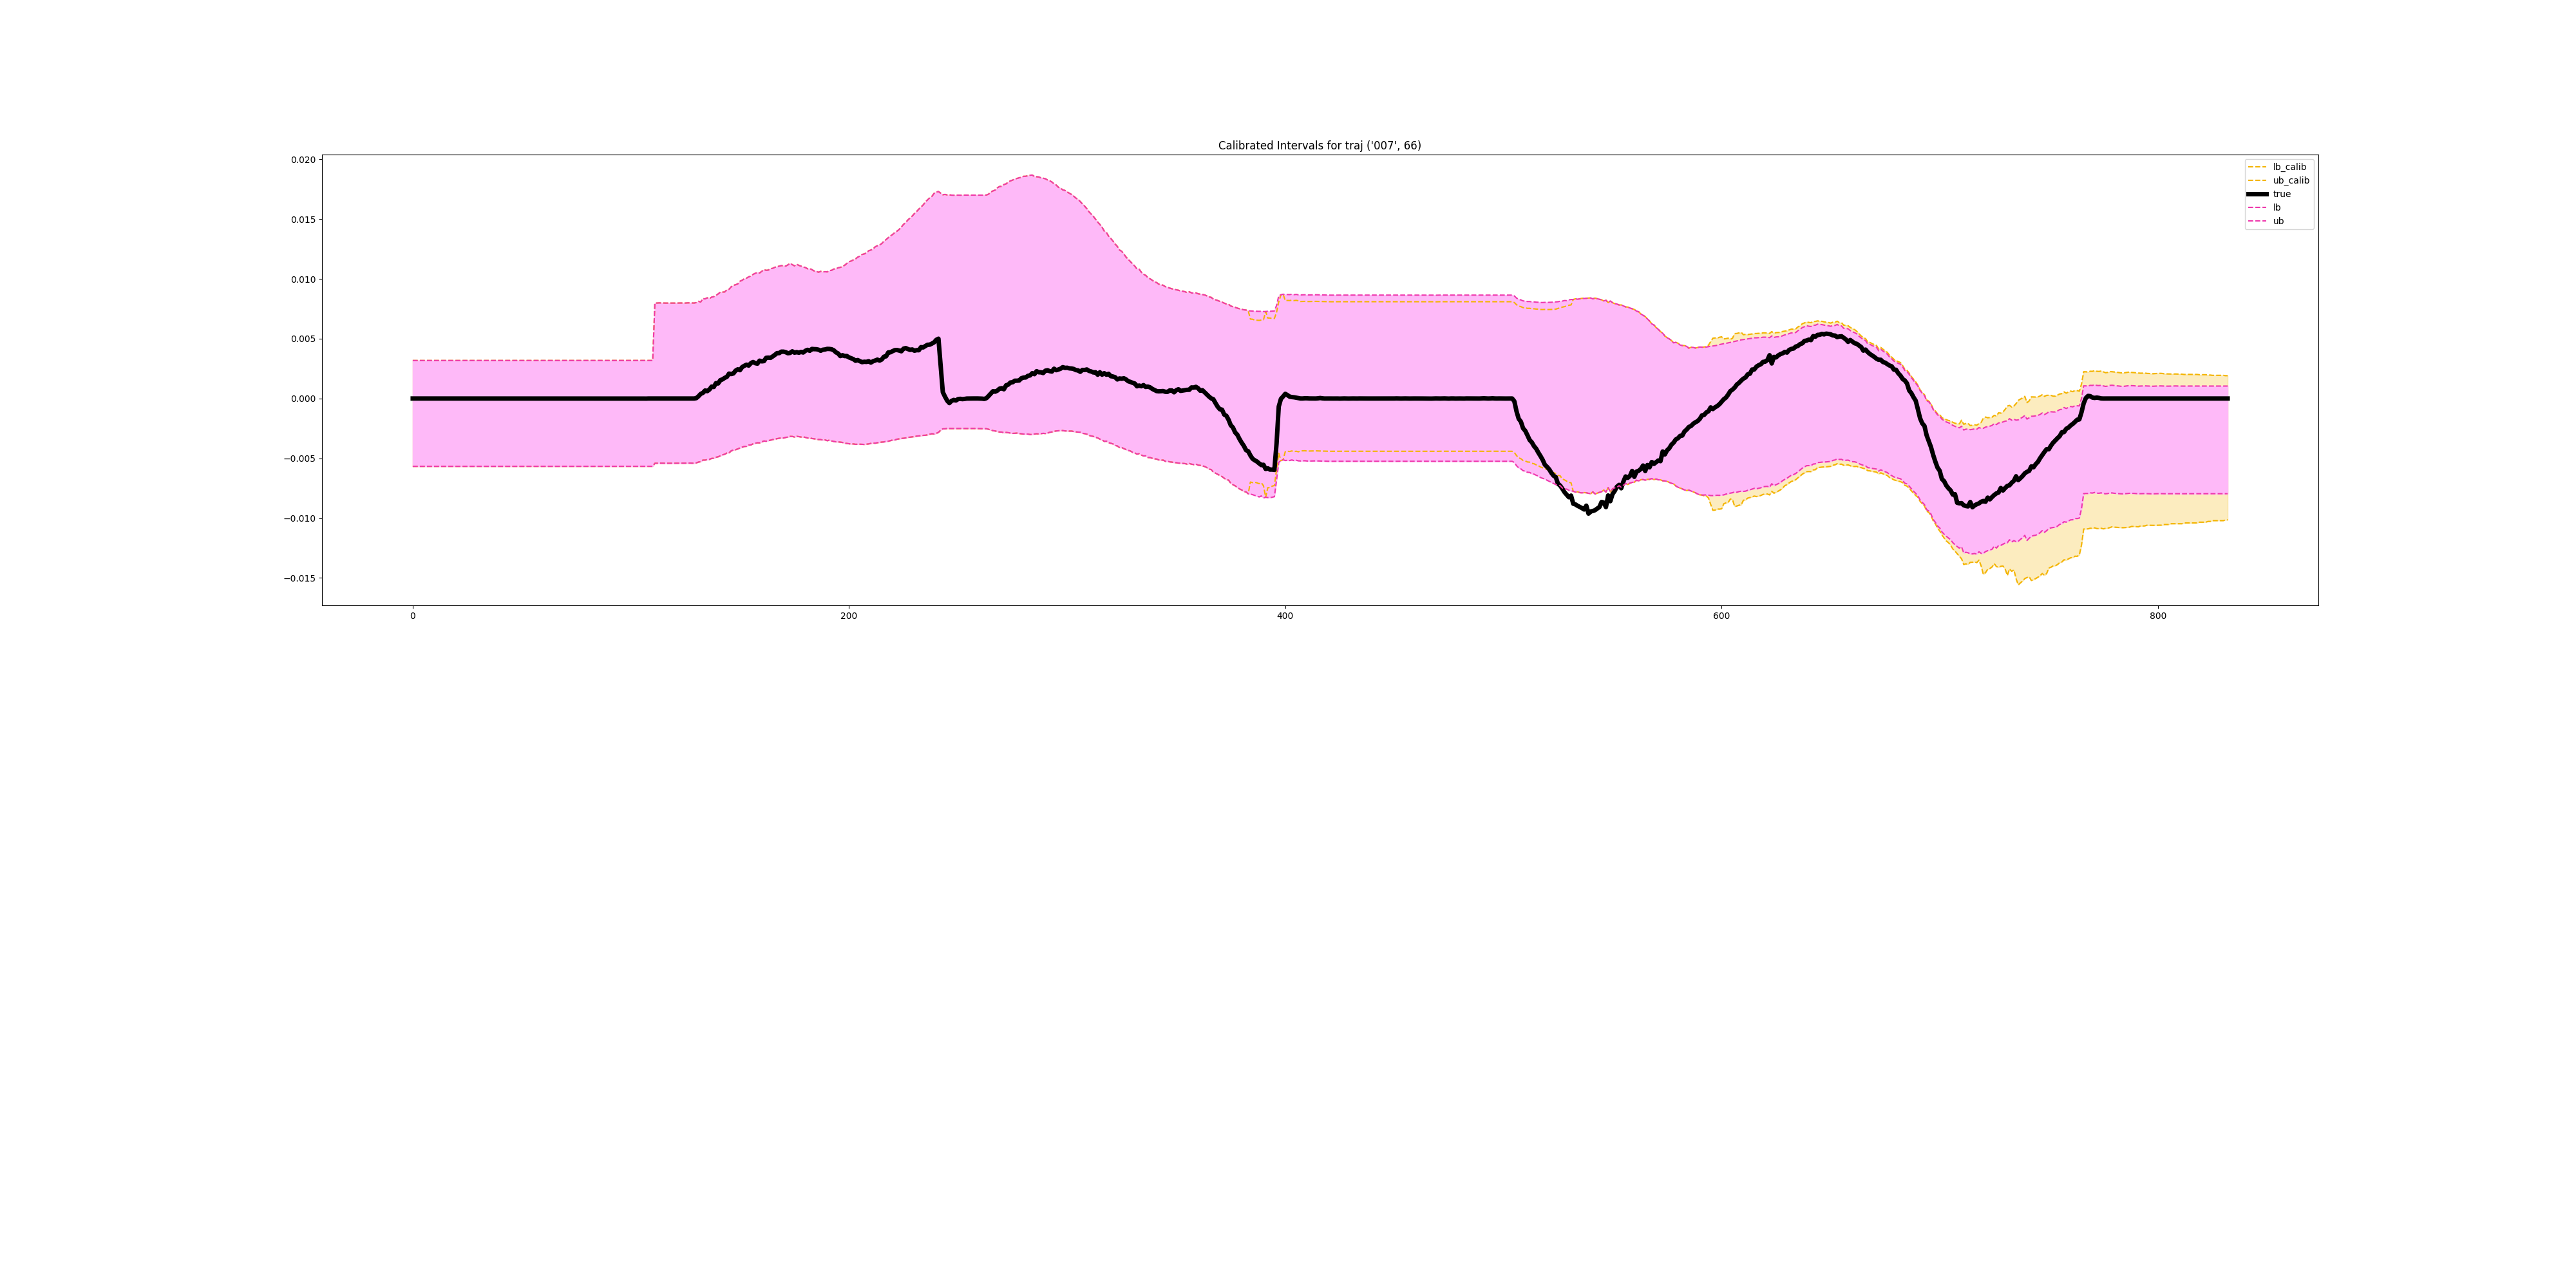 Calibrated Intervals for traj ('007', 66)
0.020
0.015
0.010
0.005
0.000
−0.005
−0.010
−0.015
0 200 400 600 800
lb_calib
ub_calib
true
lb
ub